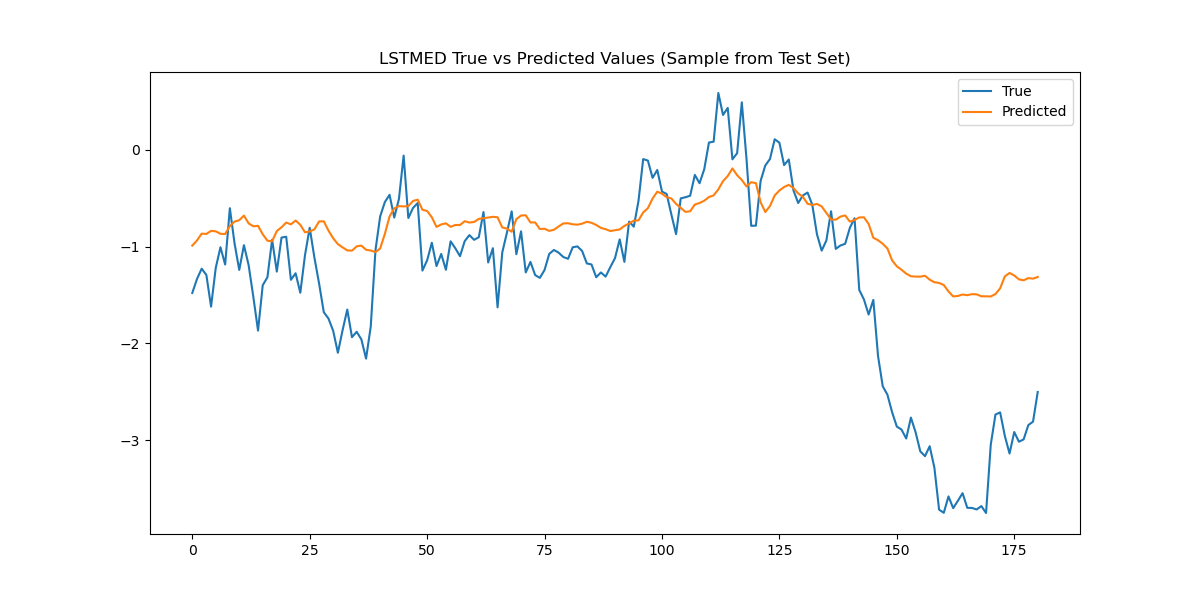 LSTMED True vs Predicted Values (Sample from Test Set)
True
Predicted
0
−1
−2
−3
0 25 50 75 100 125 150 175